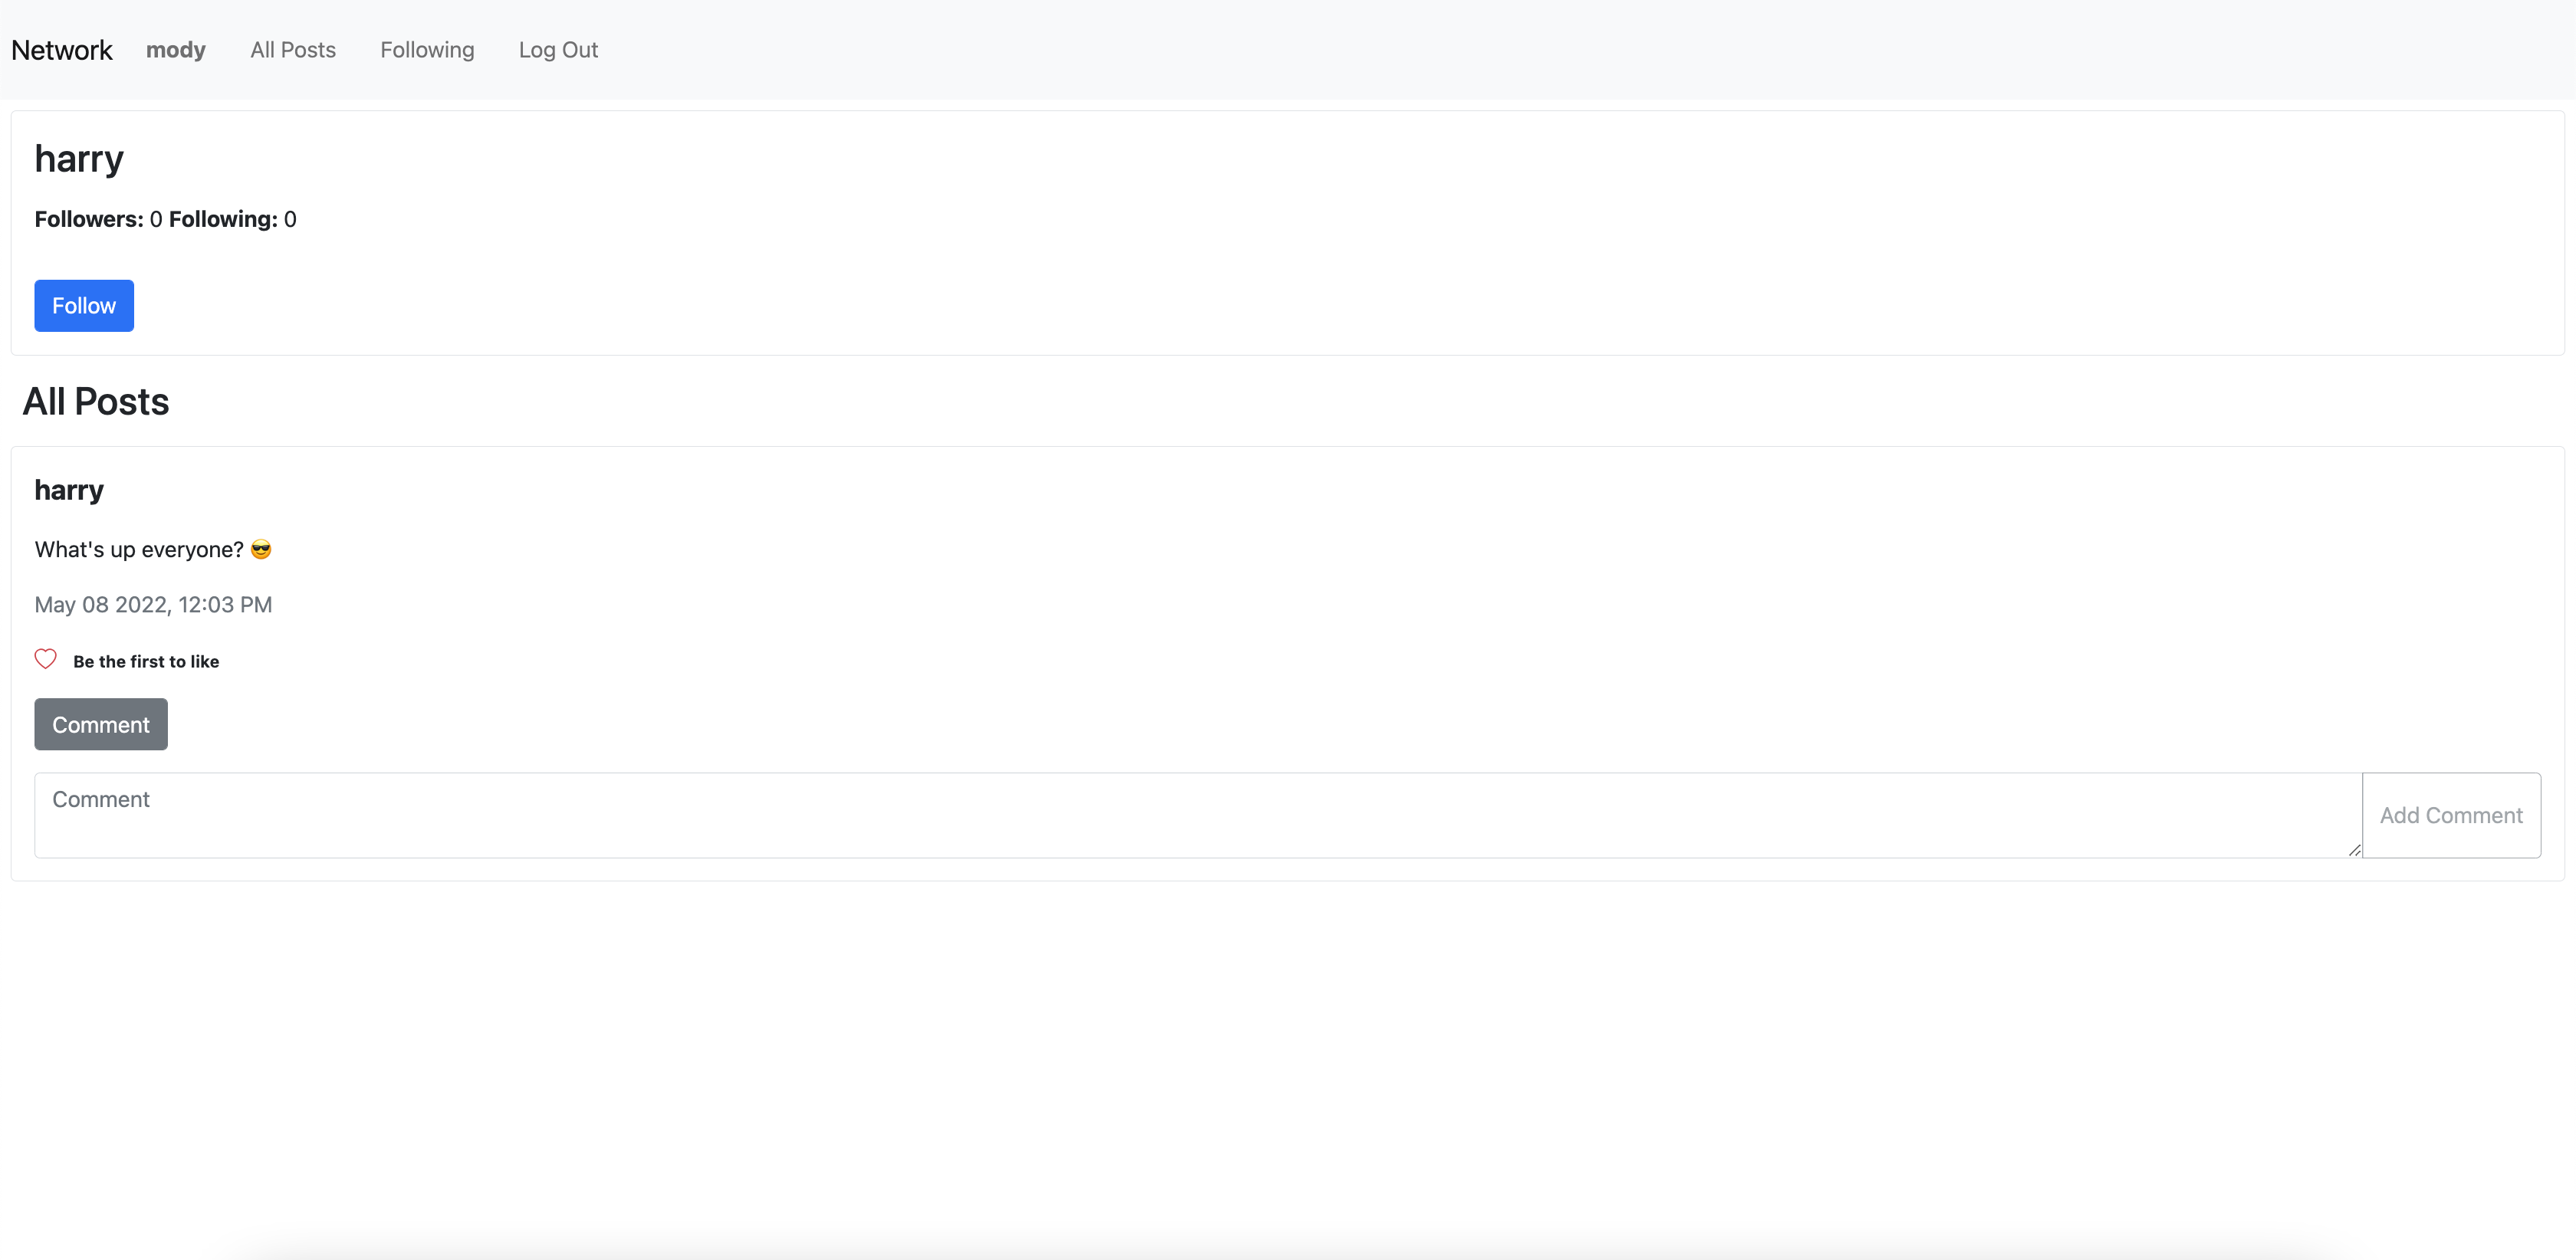 Network mody All Posts Following Log Out
harry
Followers: 0 Following: 0
Follow
All Posts
harry
What's up everyone? 😎
May 08 2022, 12:03 PM
Be the first to like
Comment
Comment
Add Comment